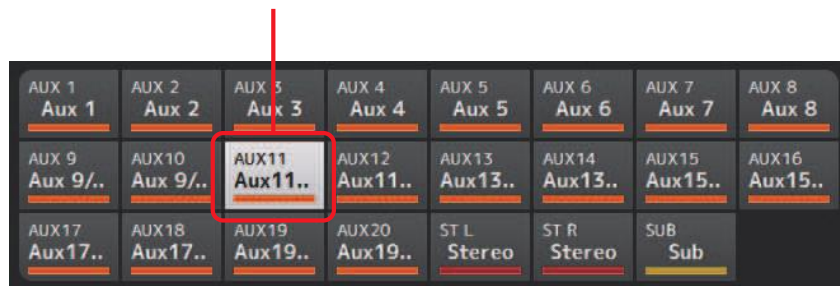 AUX 1 AUX 2 AUX 3 AUX 4 AUX 5 AUX 6 AUX 7 AUX 8
Aux 1 Aux 2 Aux 3 Aux 4 Aux 5 Aux 6 Aux 7 Aux 8
AUX 9 AUX10 AUX11 AUX12 AUX13 AUX14 AUX15 AUX16
Aux 9/.. Aux 9/.. Aux11.. Aux11.. Aux13.. Aux13.. Aux15.. Aux15..
AUX17 AUX18 AUX19 AUX20 ST L ST R SUB
Aux17.. Aux17.. Aux19.. Aux19.. Stereo Stereo Sub